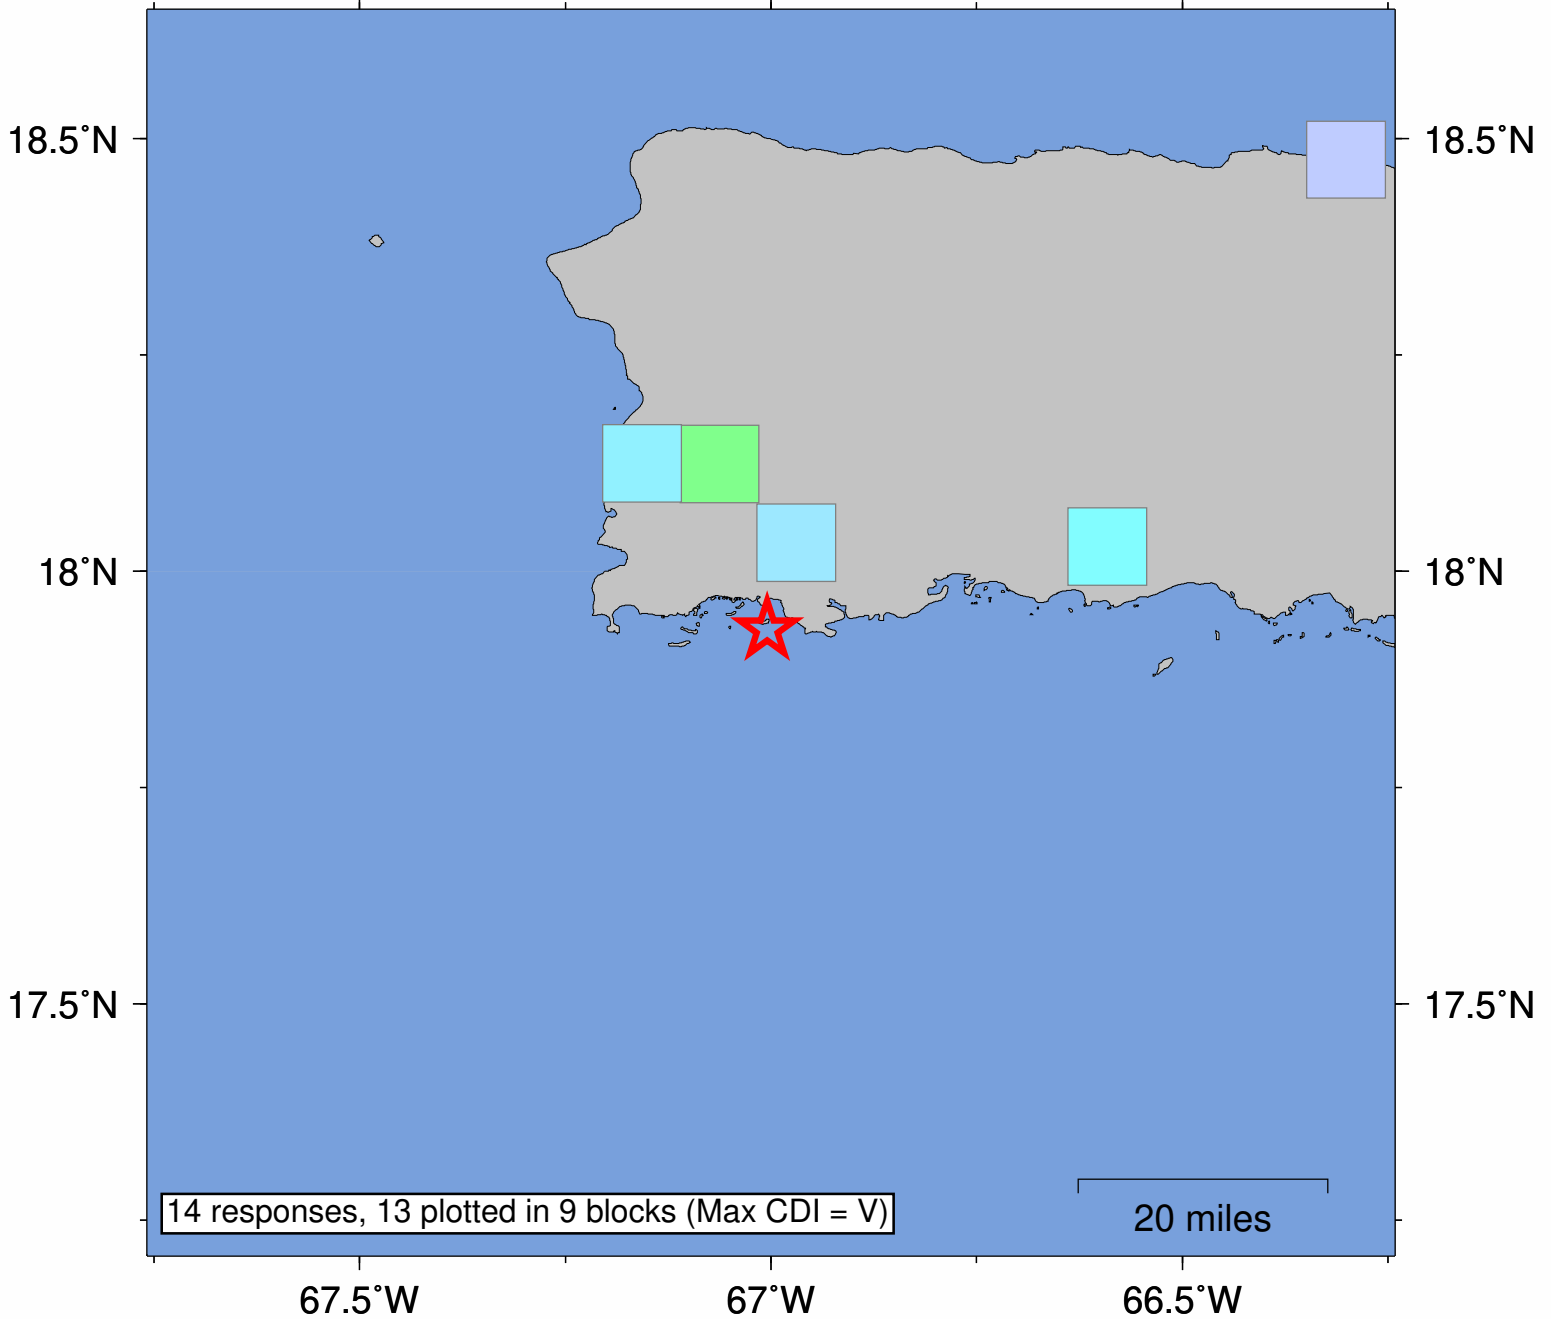 18.5˚N 18.5˚N
18˚N 18˚N
17.5˚N 17.5˚N
14 responses, 13 plotted in 9 blocks (Max CDI = V)
20 miles
67.5˚W 67˚W 66.5˚W